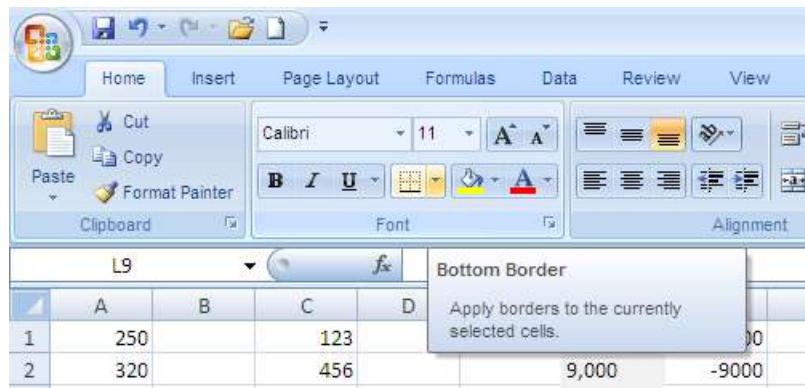 Home Insert Page Layout Formulas Data Review View
Cut
Copy
Paste
Format Painter
Clipboard
Calibri 11 A A
B I U A
Font
Alignment
L9 fx
Bottom Border
Apply borders to the currently
selected cells.
A B C D
1 250 123 00
2 320 456 9,000 -9000